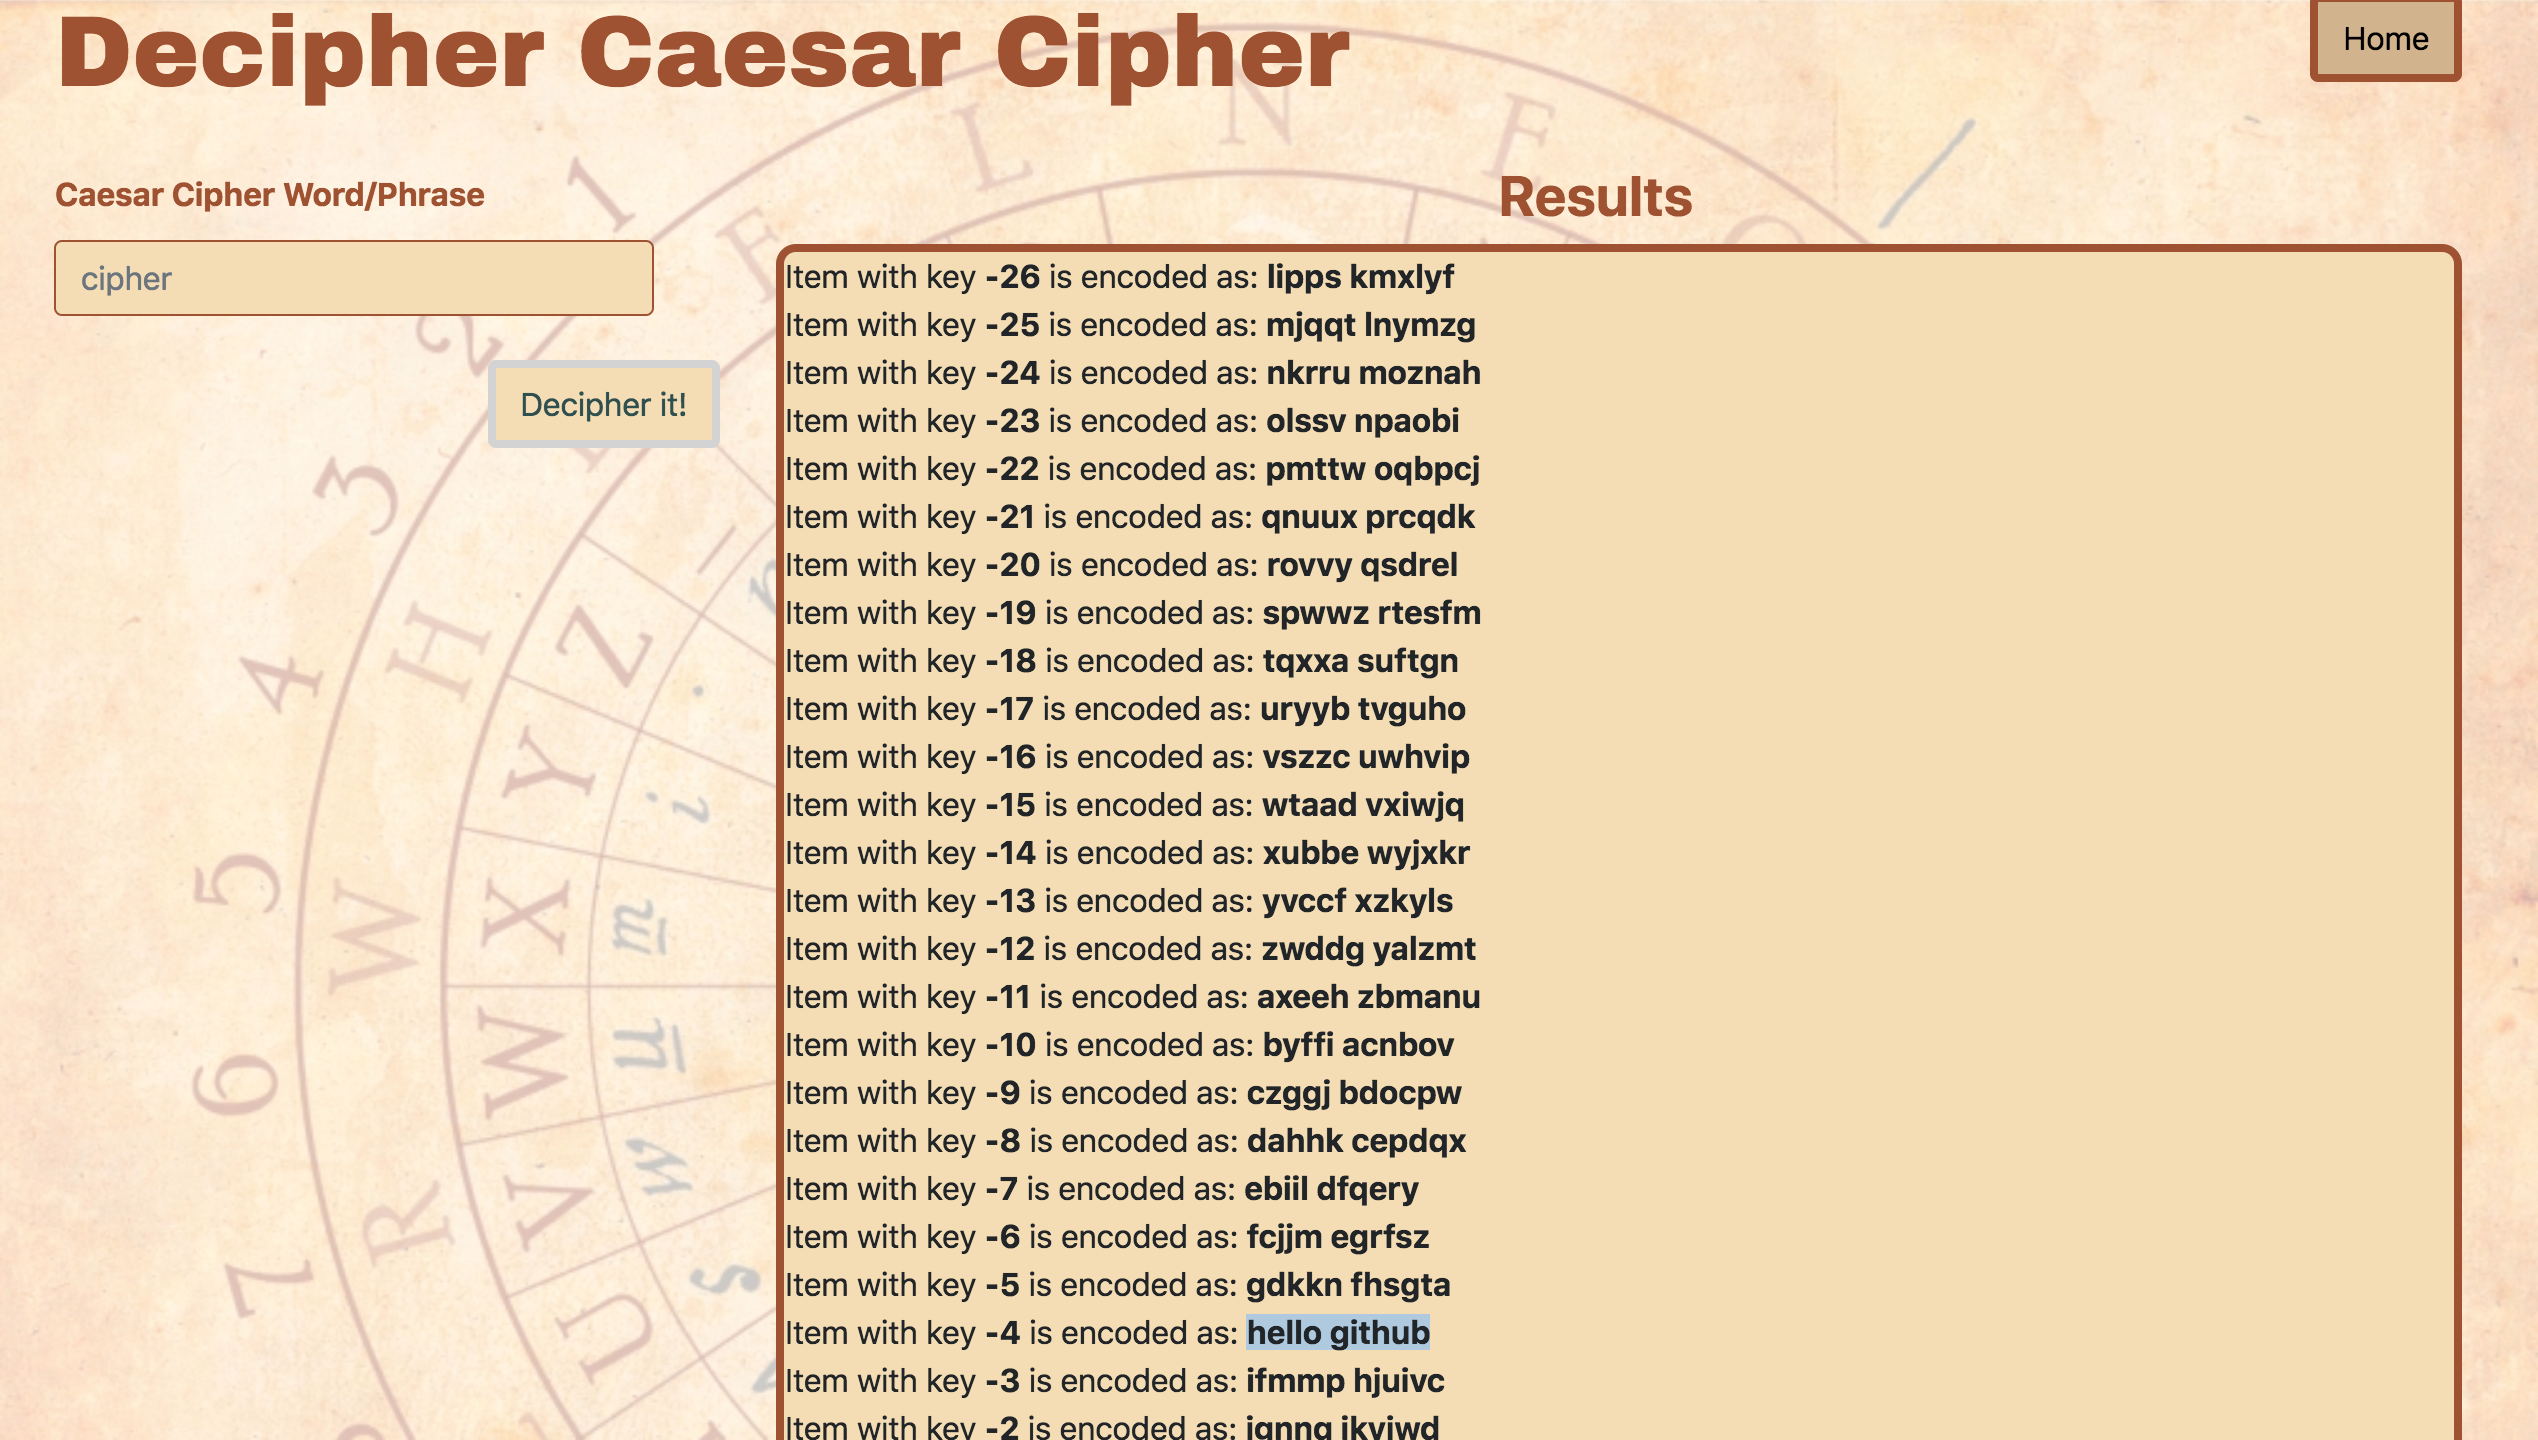 Decipher Caesar Cipher
Home
Caesar Cipher Word/Phrase
cipher
Decipher it!
Results
Item with key -26 is encoded as: lipps kmxlyf
Item with key -25 is encoded as: mjqqt lnymzg
Item with key -24 is encoded as: nkrru moznah
Item with key -23 is encoded as: olssv npaobi
Item with key -22 is encoded as: pmttw oqbpcj
Item with key -21 is encoded as: qnuux prcqdk
Item with key -20 is encoded as: rovvy qsdrel
Item with key -19 is encoded as: spwwz rtesfm
Item with key -18 is encoded as: tqxxa suftgn
Item with key -17 is encoded as: uryyb tvguho
Item with key -16 is encoded as: vszzc uwhvip
Item with key -15 is encoded as: wtaad vxiwjq
Item with key -14 is encoded as: xubbe wyjxkr
Item with key -13 is encoded as: yvccf xzkyls
Item with key -12 is encoded as: zwddg yalzmt
Item with key -11 is encoded as: axeeh zbmanu
Item with key -10 is encoded as: byffi acnbov
Item with key -9 is encoded as: czggj bdocpw
Item with key -8 is encoded as: dahhk cepdqx
Item with key -7 is encoded as: ebiil dfqery
Item with key -6 is encoded as: fcjjm egrfsz
Item with key -5 is encoded as: gdkkn fhsgta
Item with key -4 is encoded as: hello github
Item with key -3 is encoded as: ifmmp hjuivc
Item with key -2 is encoded as: jgnnq ikvjwd
1
2
3
4
5
6
7
L N F
H
W
R
Z
Y
X
W
V
U